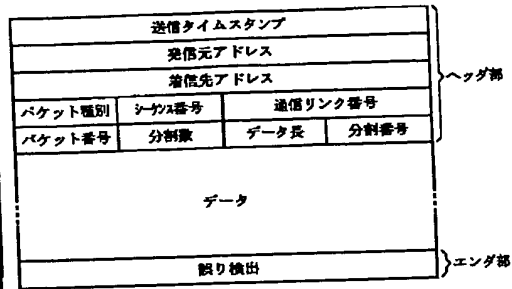 送信タイムスタンプ
発信元アドレス
着信先アドレス
ヘッダ部
パケット種別 シーケンス番号 通信リンク番号
パケット番号 分割数 データ長 分割番号
データ
誤り検出 エンダ部